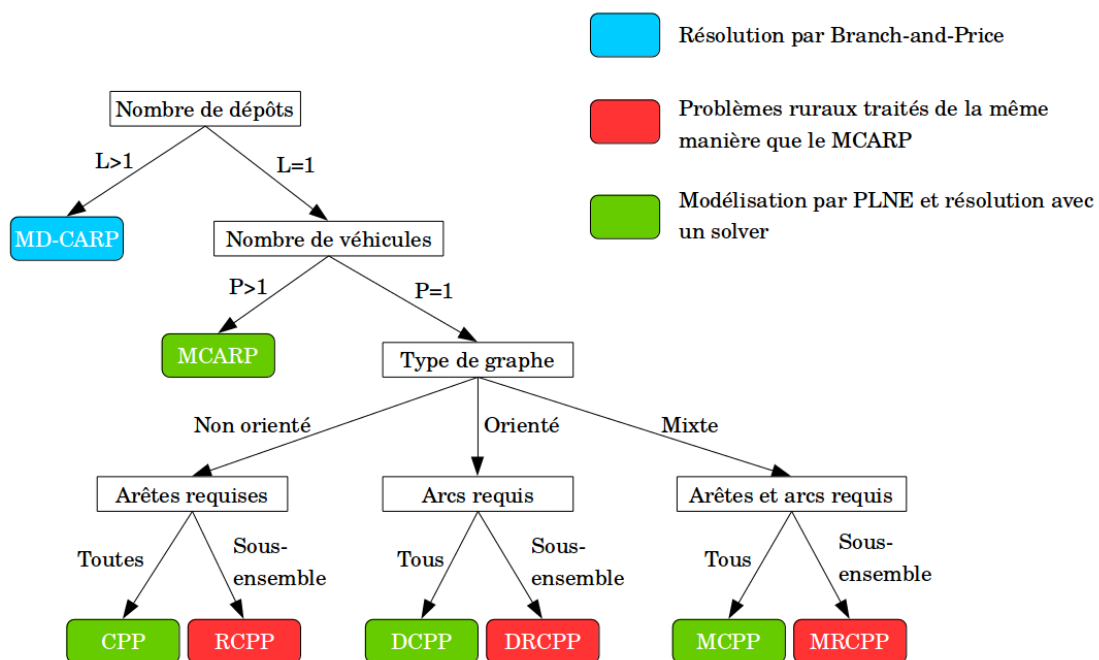 Résolution par Branch-and-Price
Problèmes ruraux traités de la même
manière que le MCARP
Modélisation par PLNE et résolution avec
un solver
Nombre de dépôts
L>1
L=1
MD-CARP
Nombre de véhicules
P>1
P=1
MCARP
Type de graphe
Non orienté
Orienté
Mixte
Arêtes requises
Arcs requis
Arêtes et arcs requis
Toutes
Sous-
ensemble
Tous
Sous-
ensemble
Tous
Sous-
ensemble
CPP
RCPP
DCPP
DRCPP
MCPP
MRCPP